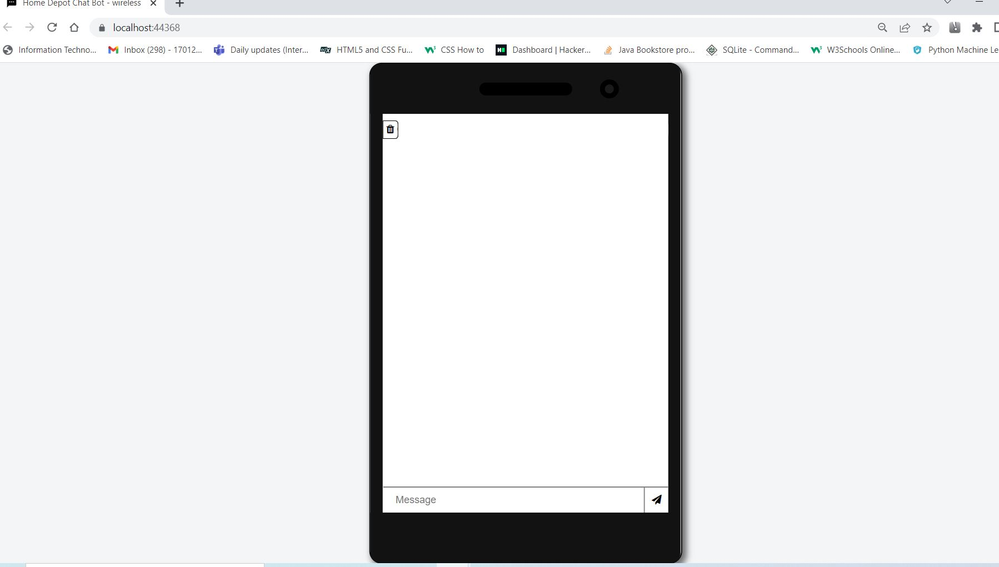 Home Depot Chat Bot - wireless
localhost:44368
Information Techno... Inbox (298) - 17012... Daily updates (Inter... HTML5 and CSS Fu... CSS How to Dashboard | Hacker... Java Bookstore pro... SQLite - Command... W3Schools Online... Python Machine Le
Message